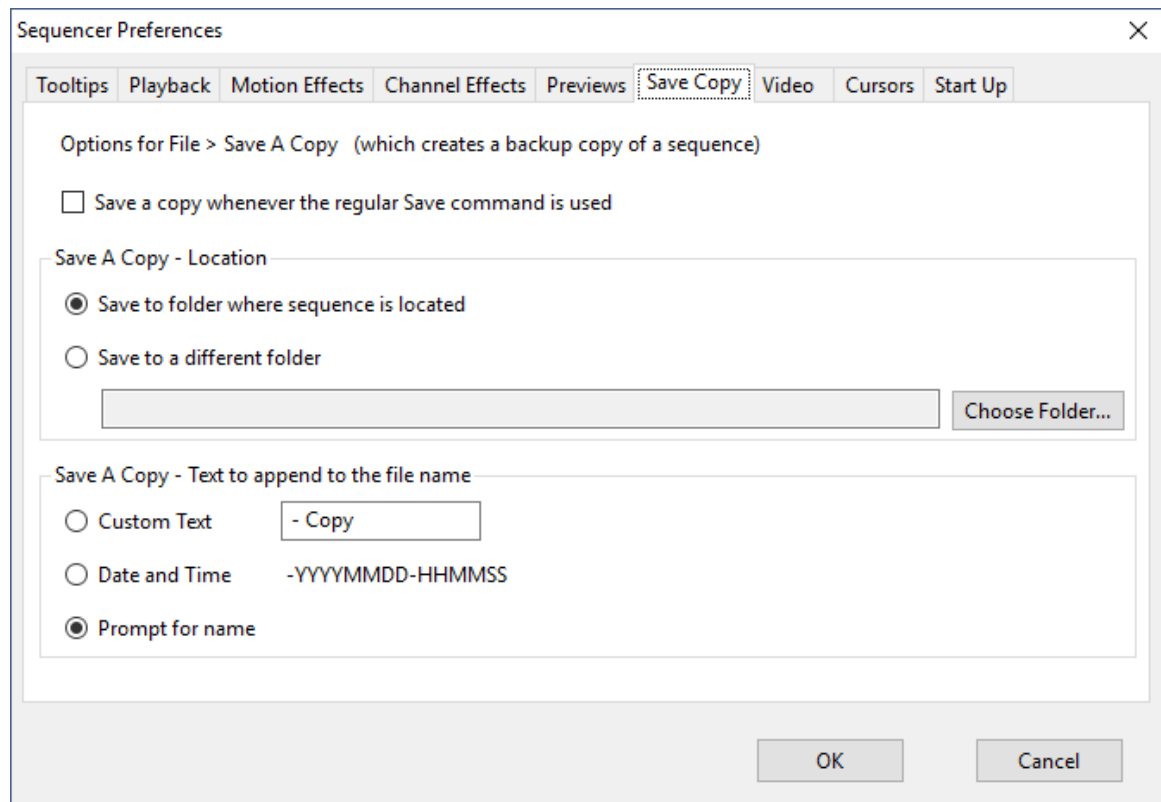 Sequencer Preferences
Tooltips Playback Motion Effects Channel Effects Previews Save Copy Video Cursors Start Up
Options for File > Save A Copy (which creates a backup copy of a sequence)
Save a copy whenever the regular Save command is used
Save A Copy - Location
Save to folder where sequence is located
Save to a different folder
Choose Folder...
Save A Copy - Text to append to the file name
Custom Text - Copy
Date and Time -YYYYMMDD-HHMMSS
Prompt for name
OK Cancel